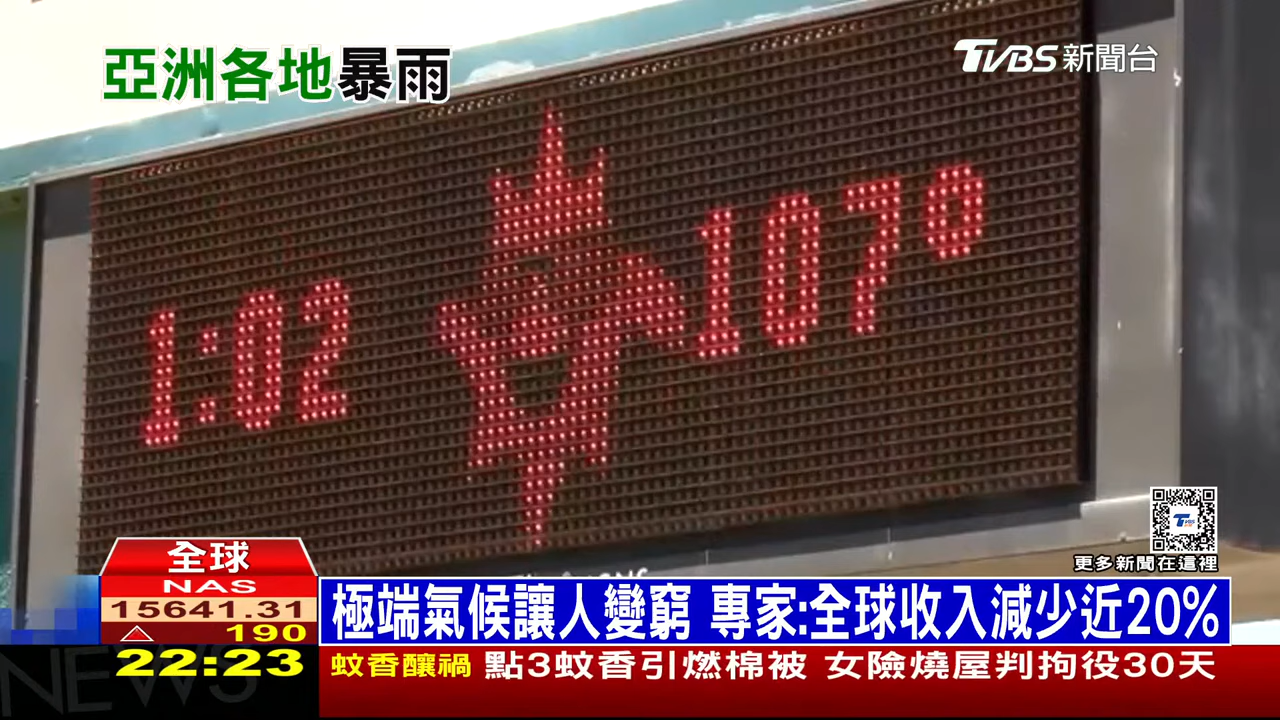 亞洲各地暴雨
TVBS新聞台
1:02
107°
更多新聞在這裡
全球
NAS
15641.31
190
22:23
極端氣候讓人變窮 專家:全球收入減少近20%
蚊香釀禍 點3蚊香引燃棉被 女險燒屋判拘役30天
NEWS